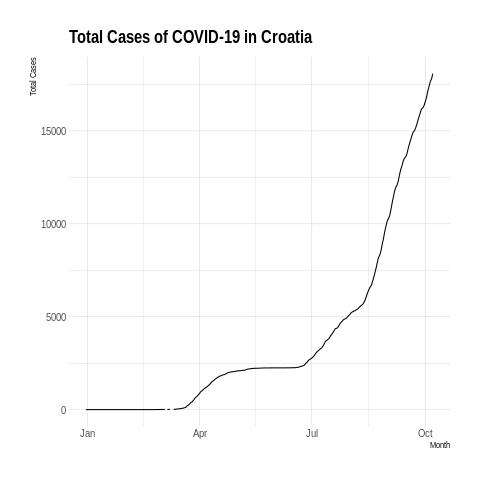 Total Cases of COVID-19 in Croatia
Total Cases
15000
10000
5000
0
Jan Apr Jul Oct
Month